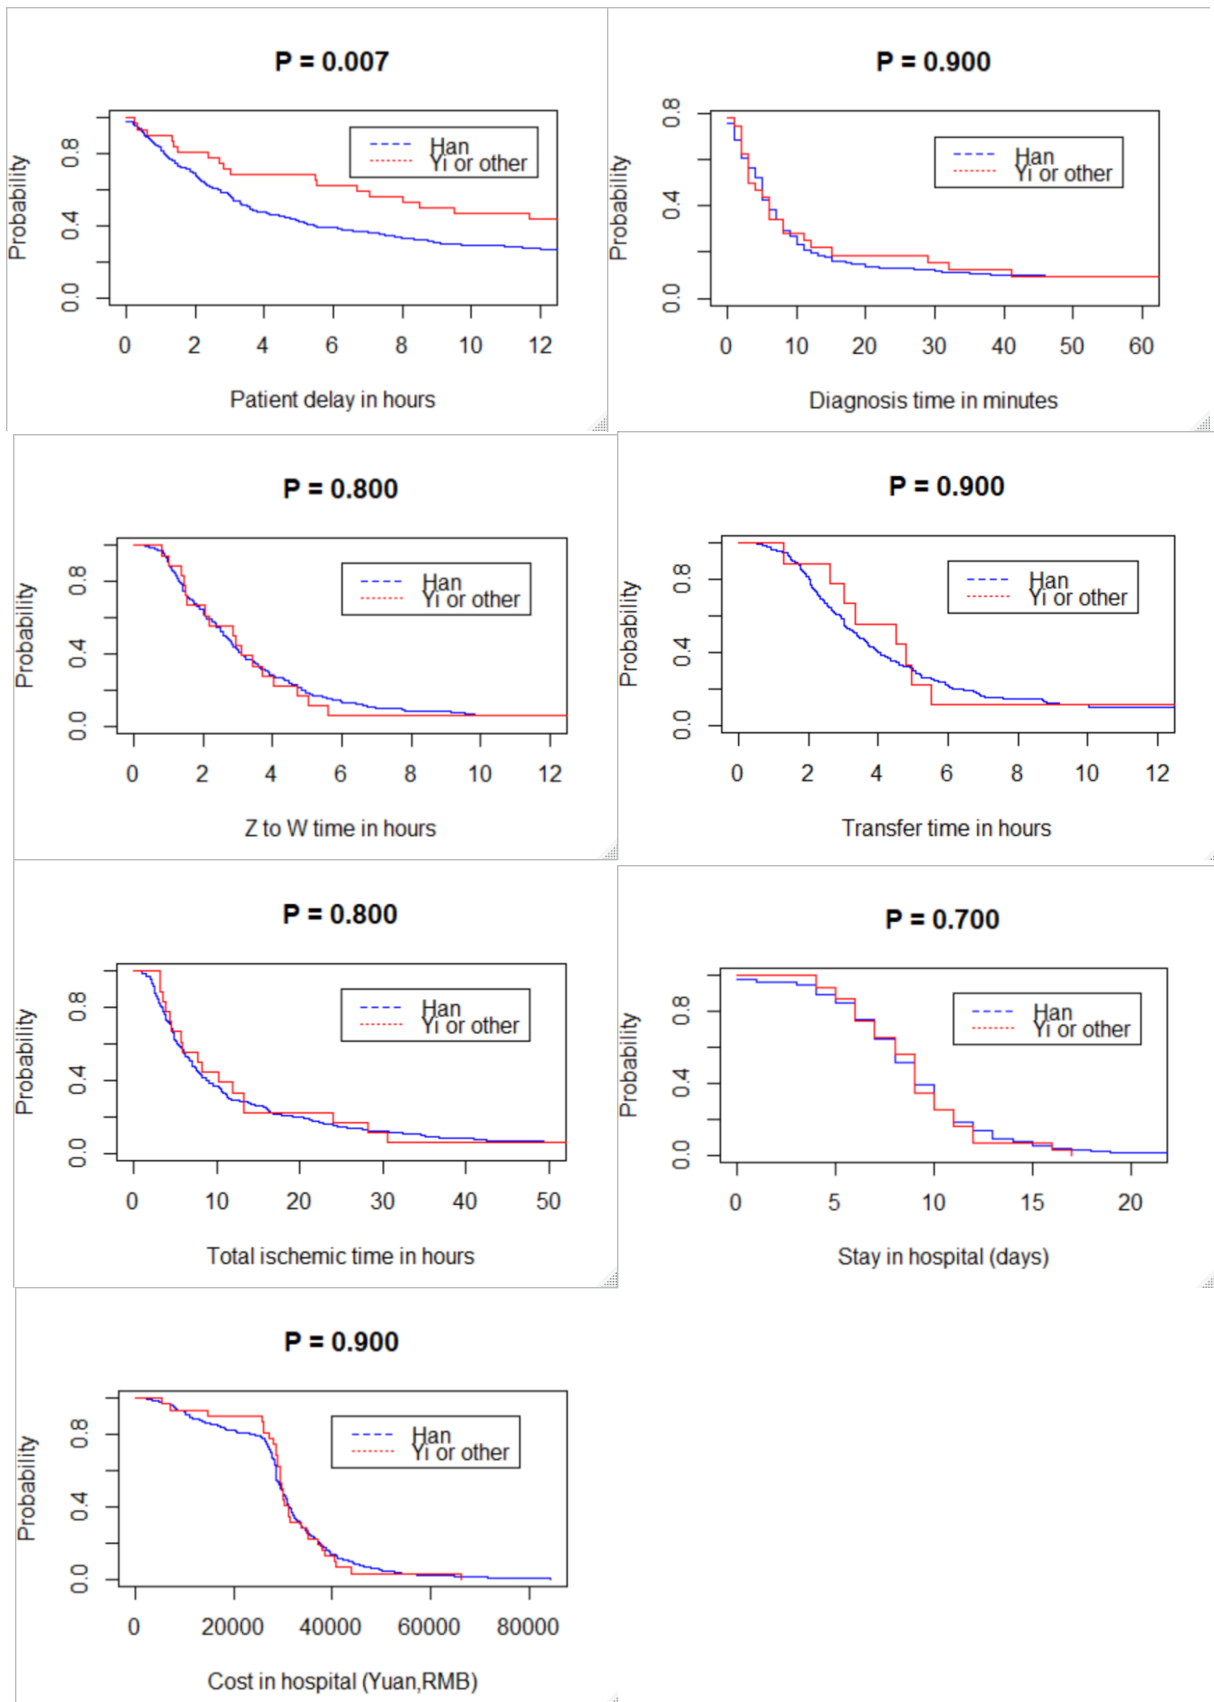 P = 0.007
Probability
0.8
0.4
0.0
Han
Yi or other
0 2 4 6 8 10 12
Patient delay in hours
P = 0.900
Probability
0.8
0.4
0.0
Han
Yi or other
0 10 20 30 40 50 60
Diagnosis time in minutes
P = 0.800
Probability
0.8
0.4
0.0
Han
Yi or other
0 2 4 6 8 10 12
Z to W time in hours
P = 0.900
Probability
0.8
0.4
0.0
Han
Yi or other
0 2 4 6 8 10 12
Transfer time in hours
P = 0.800
Probability
0.8
0.4
0.0
Han
Yi or other
0 10 20 30 40 50
Total ischemic time in hours
P = 0.700
Probability
0.8
0.4
0.0
Han
Yi or other
0 5 10 15 20
Stay in hospital (days)
P = 0.900
Probability
0.8
0.4
0.0
Han
Yi or other
0 20000 40000 60000 80000
Cost in hospital (Yuan,RMB)